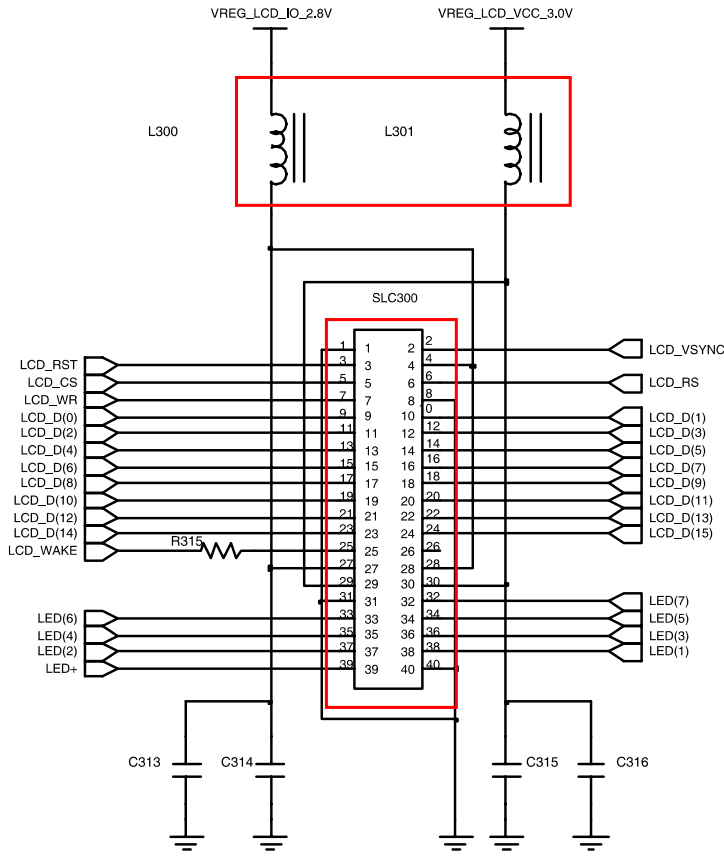 VREG_LCD_IO_2.8V VREG_LCD_VCC_3.0V
L300 L301
SLC300
1 1 2 2 LCD_VSYNC
LCD_RST 3 3 4 4
LCD_CS 5 5 6 6 LCD_RS
LCD_WR 7 7 8 8
LCD_D(0) 9 9 10 0 LCD_D(1)
LCD_D(2) 11 11 12 12 LCD_D(3)
LCD_D(4) 13 13 14 14 LCD_D(5)
LCD_D(6) 15 15 16 16 LCD_D(7)
LCD_D(8) 17 17 18 18 LCD_D(9)
LCD_D(10) 19 19 20 20 LCD_D(11)
LCD_D(12) 21 21 22 22 LCD_D(13)
LCD_D(14) 23 23 24 24 LCD_D(15)
LCD_WAKE R315 25 25 26 26
27 27 28 28
29 29 30 30
31 31 32 32 LED(7)
LED(6) 33 33 34 34 LED(5)
LED(4) 35 35 36 36 LED(3)
LED(2) 37 37 38 38 LED(1)
LED+ 39 39 40 40
C313 C314 C315 C316